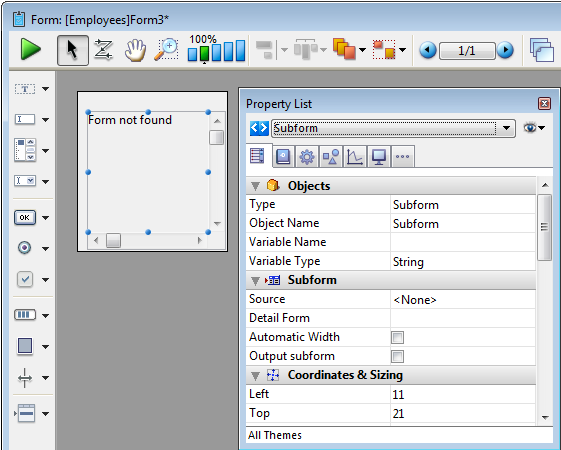 Form: [Employees]Form3*
100%
1/1
Form not found
OK
Property List
Subform
Objects
Type Subform
Object Name Subform
Variable Name
Variable Type String
Subform
Source <None>
Detail Form
Automatic Width
Output subform
Coordinates & Sizing
Left 11
Top 21
All Themes